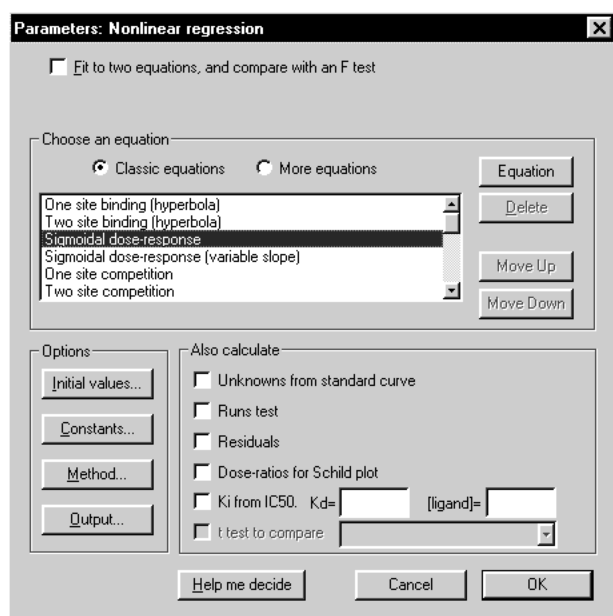 Parameters: Nonlinear regression
Fit to two equations, and compare with an F test
Choose an equation
Classic equations More equations
Equation
One site binding (hyperbola)
Two site binding (hyperbola)
Sigmoidal dose-response
Sigmoidal dose-response (variable slope)
One site competition
Two site competition
Delete
Move Up
Move Down
Options
Initial values...
Constants...
Method...
Output...
Also calculate
Unknowns from standard curve
Runs test
Residuals
Dose-ratios for Schild plot
Ki from IC50. Kd= [ligand]=
t test to compare
Help me decide Cancel OK